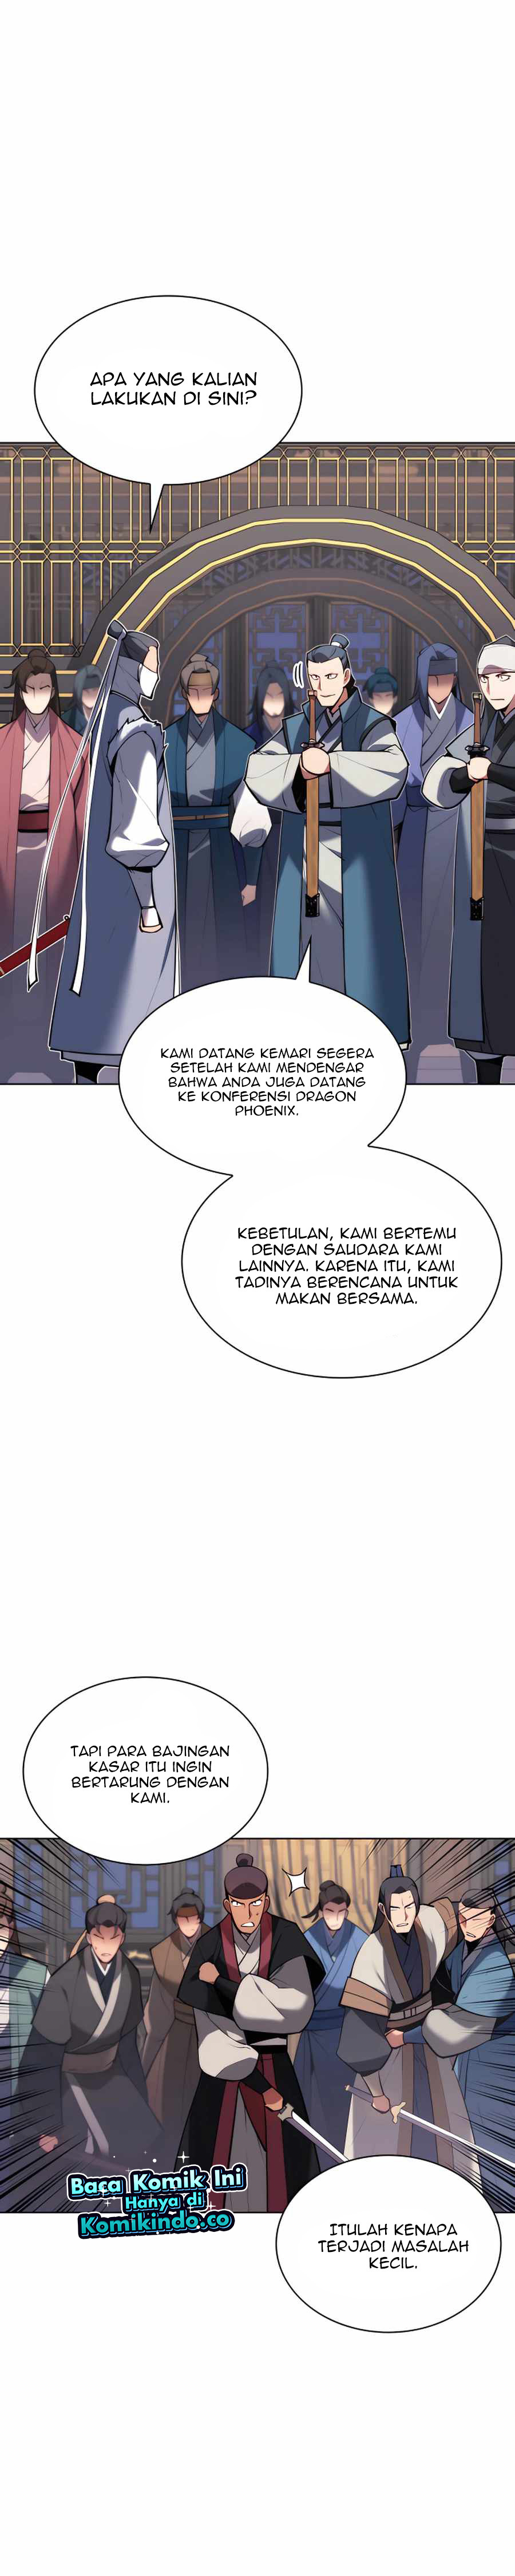 APA YANG KALIAN
LAKUKAN DI SINI?
KAMI DATANG KEMARI SEGERA
SETELAH KAMI MENDENGAR
BAHWA ANDA JUGA DATANG
KE KONFERENSI DRAGON
PHOENIX.
KEBETULAN, KAMI BERTEMU
DENGAN SAUDARA KAMI
LAINNYA. KARENA ITU, KAMI
TADINYA BERENCANA UNTUK
MAKAN BERSAMA.
TAPI PARA BAJINGAN
KASAR ITU INGIN
BERTARUNG DENGAN
KAMI.
Baca Komik Ini
Hanya di
Komikindo.co
ITULAH KENAPA
TERJADI MASALAH
KECIL.